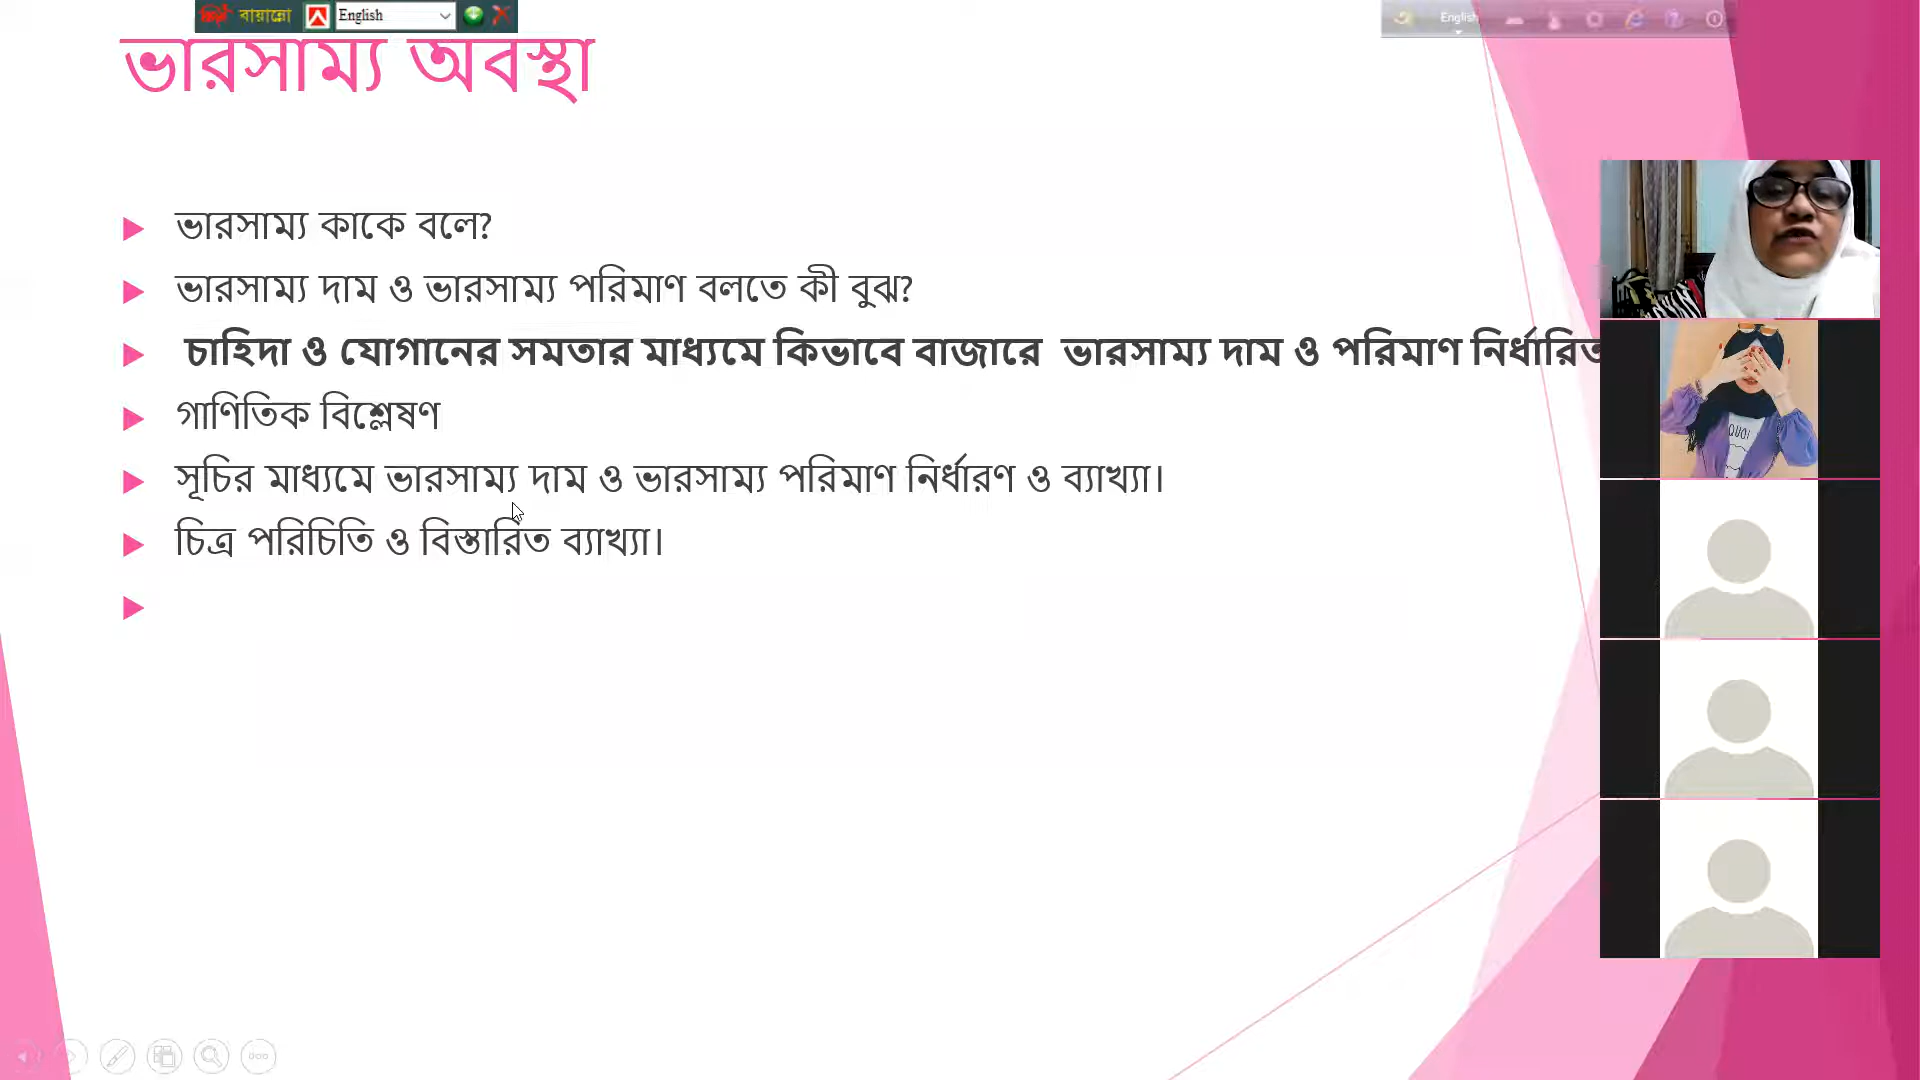 বায়ান্নো English
English
ভারসাম্য অবস্থা
ভারসাম্য কাকে বলে?
ভারসাম্য দাম ও ভারসাম্য পরিমাণ বলতে কী বুঝ?
চাহিদা ও যোগানের সমতার মাধ্যমে কিভাবে বাজারে ভারসাম্য দাম ও পরিমাণ নির্ধারিত
গাণিতিক বিশ্লেষণ
সূচির মাধ্যমে ভারসাম্য দাম ও ভারসাম্য পরিমাণ নির্ধারণ ও ব্যাখ্যা।
চিত্র পরিচিতি ও বিস্তারিত ব্যাখ্যা।